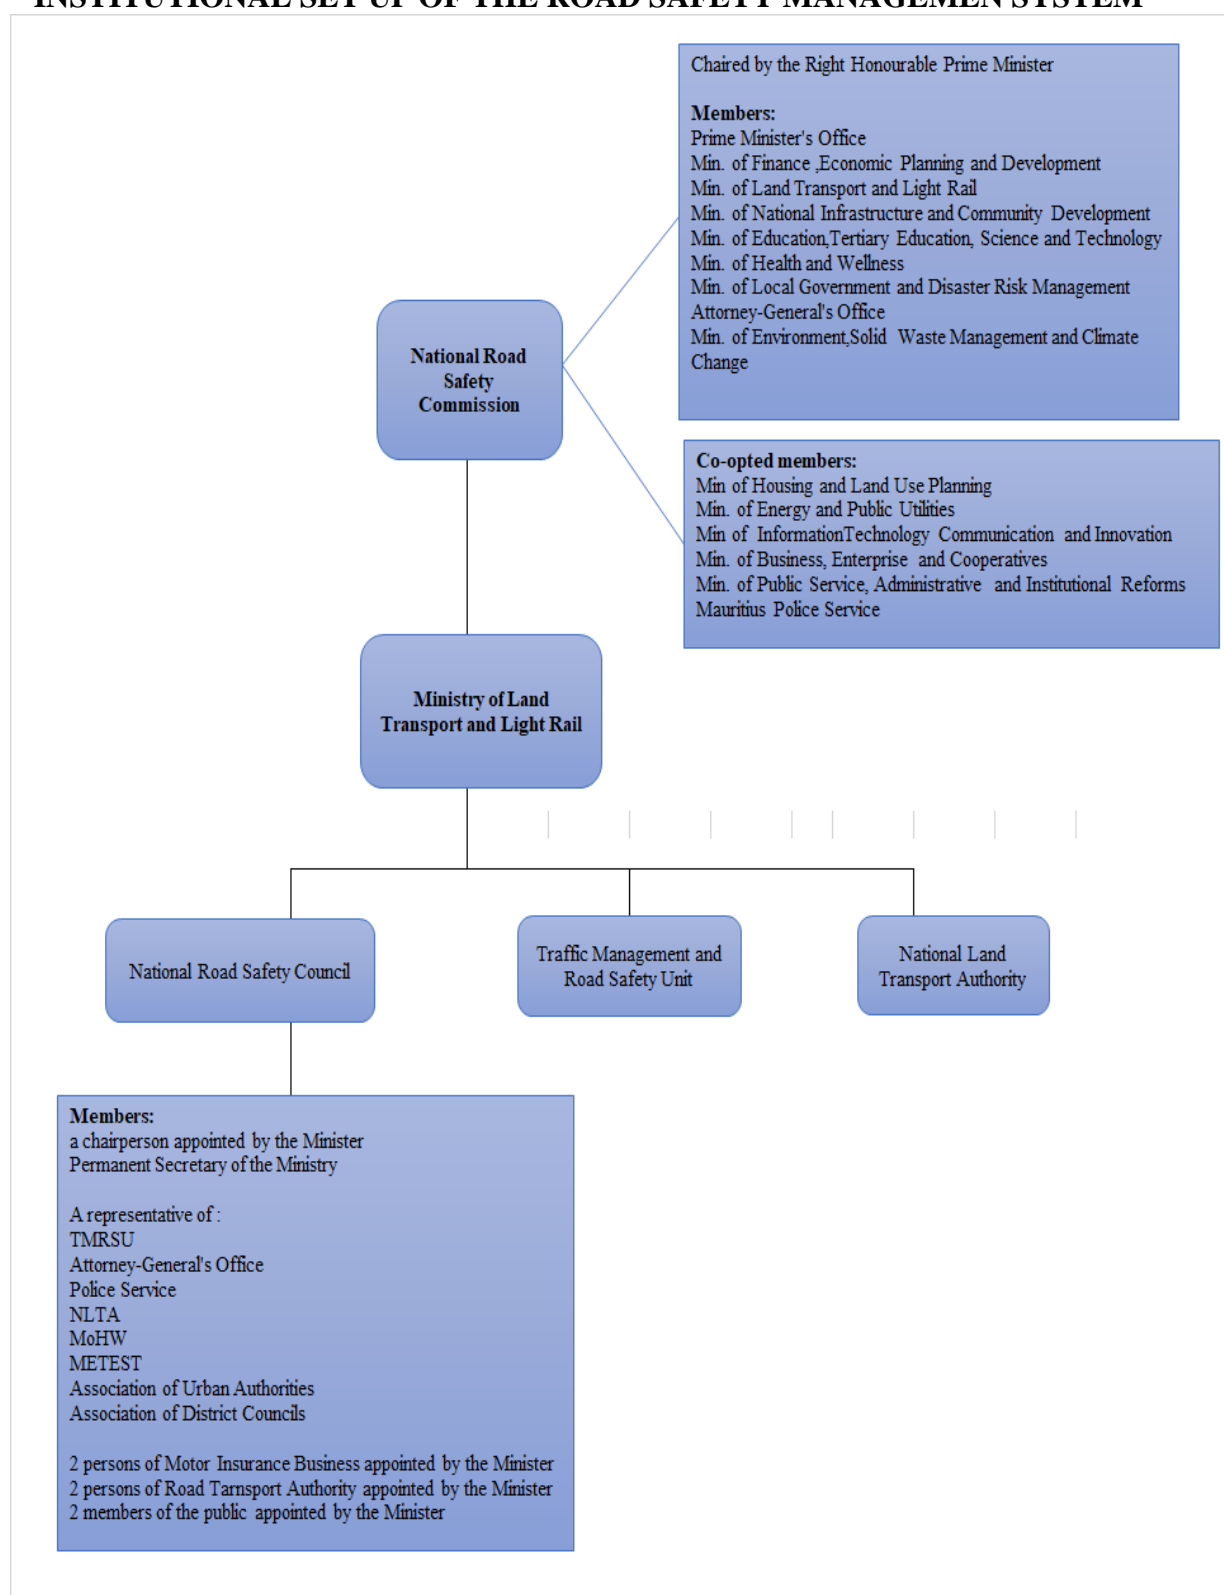 INSTITUTIONAL SET UP OF THE ROAD SAFETY MANAGEMEN SYSTEM
Chaired by the Right Honourable Prime Minister
Members:
Prime Minister's Office
Min. of Finance ,Economic Planning and Development
Min. of Land Transport and Light Rail
Min. of National Infrastructure and Community Development
Min. of Education,Tertiary Education, Science and Technology
Min. of Health and Wellness
Min. of Local Government and Disaster Risk Management
Attorney-General's Office
Min. of Environment,Solid Waste Management and Climate
Change
National Road
Safety
Commission
Co-opted members:
Min of Housing and Land Use Planning
Min. of Energy and Public Utilities
Min of InformationTechnology Communication and Innovation
Min. of Business, Enterprise and Cooperatives
Min. of Public Service, Administrative and Institutional Reforms
Mauritius Police Service
Ministry of Land
Transport and Light Rail
National Road Safety Council
Traffic Management and
Road Safety Unit
National Land
Transport Authority
Members:
a chairperson appointed by the Minister
Permanent Secretary of the Ministry
A representative of :
TMRSU
Attorney-General's Office
Police Service
NLTA
MoHW
METEST
Association of Urban Authorities
Association of District Councils
2 persons of Motor Insurance Business appointed by the Minister
2 persons of Road Tarnsport Authority appointed by the Minister
2 members of the public appointed by the Minister